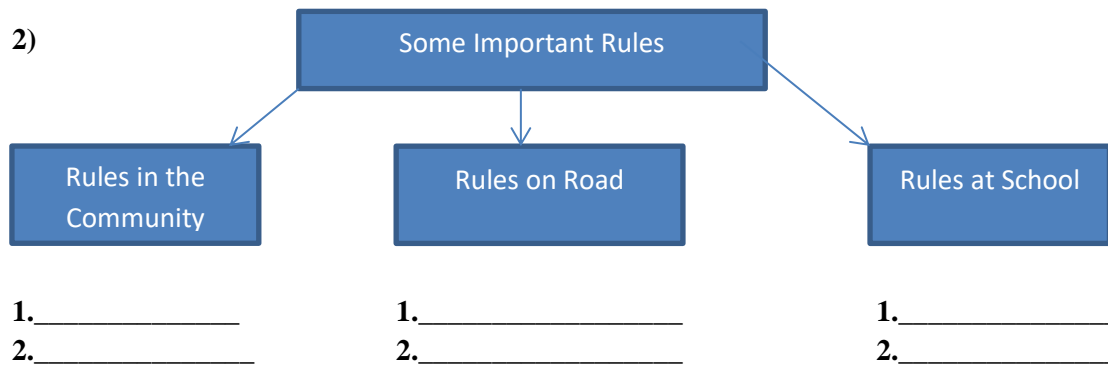 2)
Some Important Rules
Rules in the
Community
Rules on Road
Rules at School
1.______________ 1.__________________ 1.______________
2._______________ 2.__________________ 2.______________